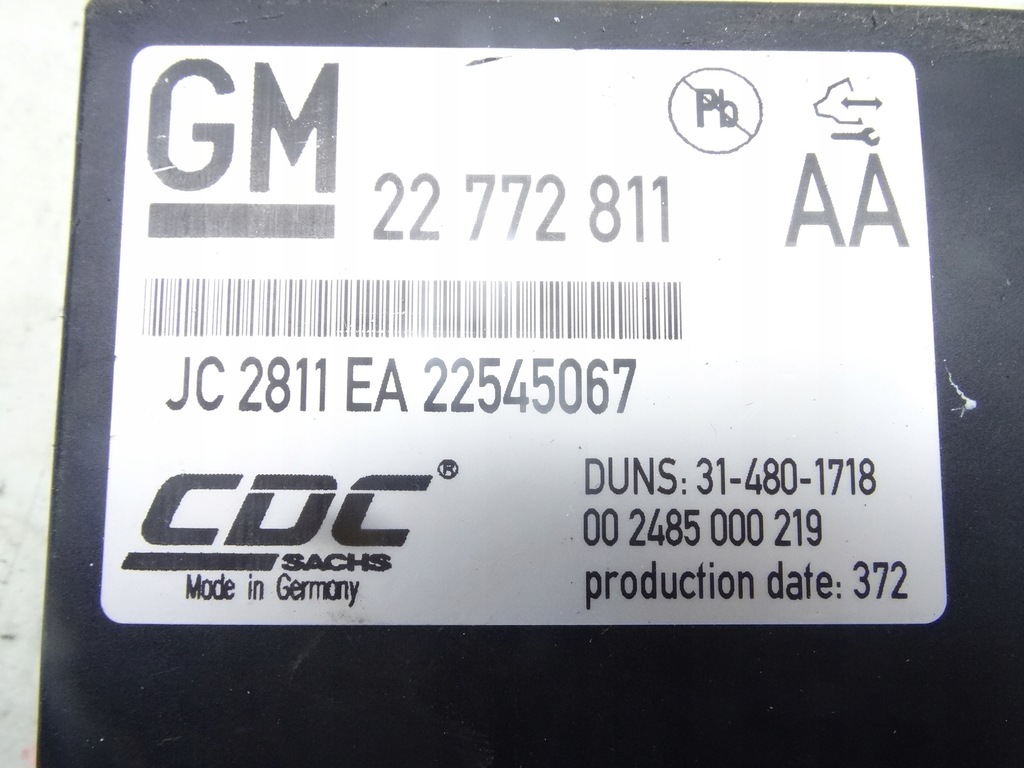 GM
Pb
22 772 811
AA
JC 2811 EA 22545067
CDC®
SACHS
Made in Germany
DUNS: 31-480-1718
00 2485 000 219
production date: 372